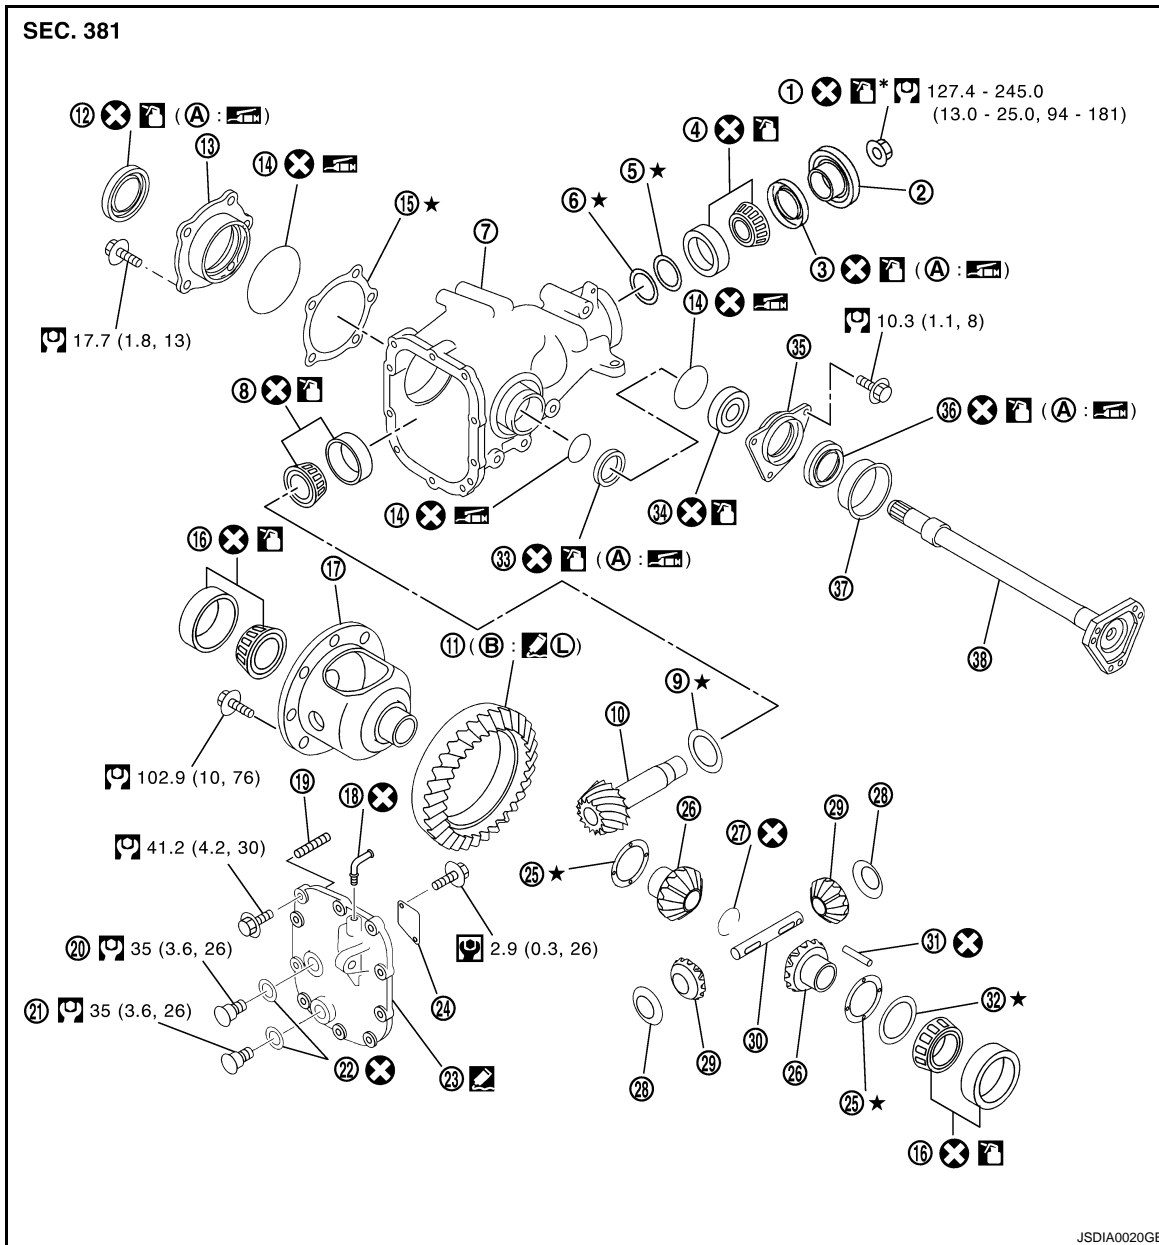 SEC. 381
① * 127.4 - 245.0
(13.0 - 25.0, 94 - 181)
⑫ (Ⓐ : )
⑬
④
⑭
⑤ ★
②
⑥ ★
⑮ ★
⑦
③ (Ⓐ : )
⑭
17.7 (1.8, 13)
10.3 (1.1, 8)
㉟
⑧
㊱ (Ⓐ : )
⑭
㉞
⑯
㉝ (Ⓐ : )
⑰
㊲
⑪ (Ⓑ : Ⓛ)
㊳
⑨ ★
⑩
102.9 (10, 76)
⑲
⑱
㉖
㉙
㉘
㉗
41.2 (4.2, 30)
㉕ ★
⑳ 35 (3.6, 26)
2.9 (0.3, 26)
㉛
㉔
㉑ 35 (3.6, 26)
㉜ ★
㉚
㉙
㉒
㉓
㉖
㉘
㉕ ★
⑯
JSDIA0020GB